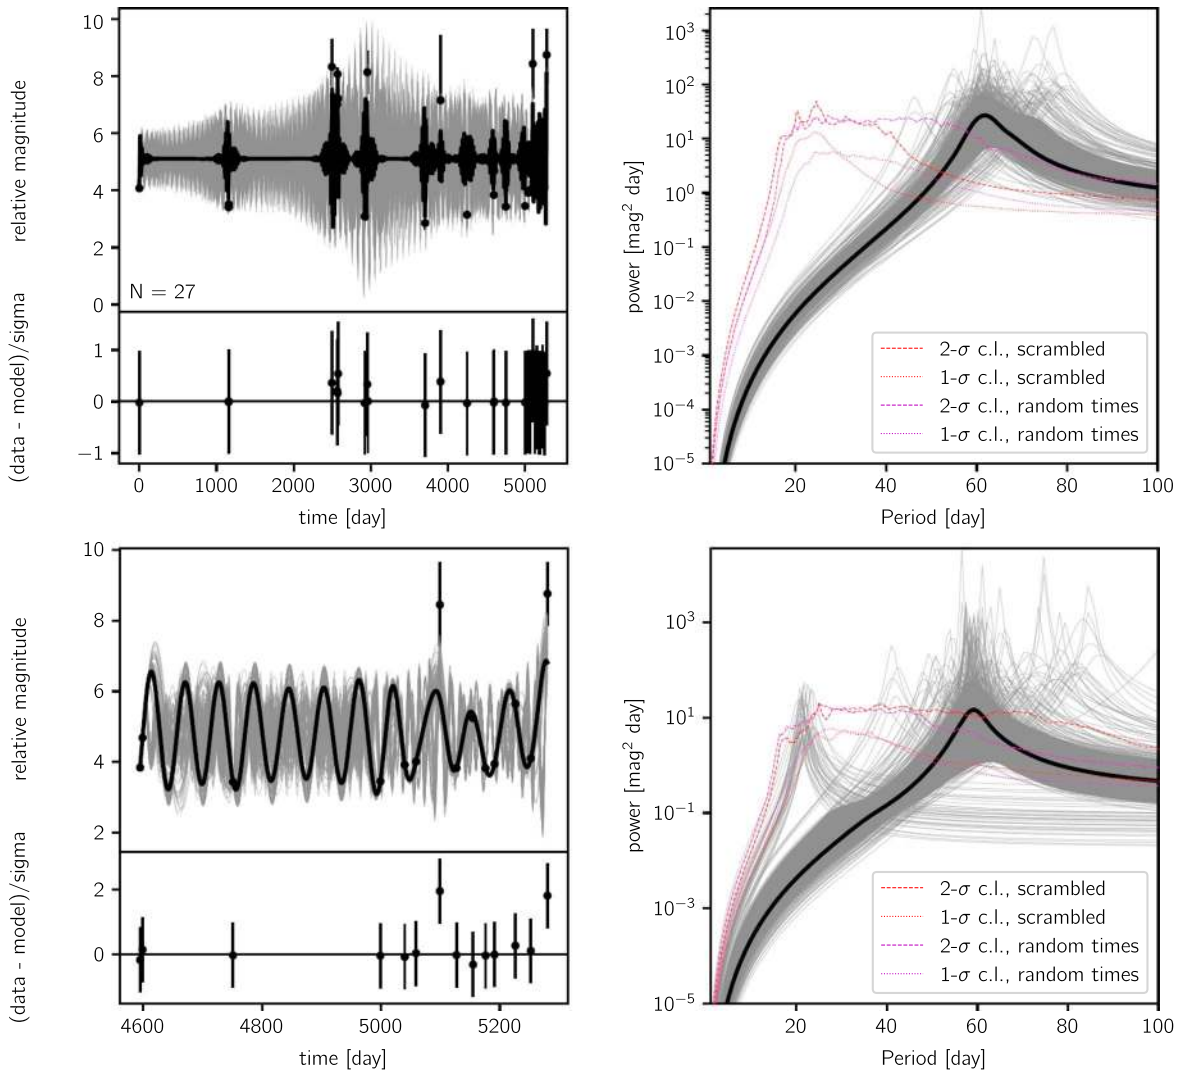 relative magnitude
10
8
6
4
2
0
N = 27
(data - model)/sigma
1
0
−1
0 1000 2000 3000 4000 5000
time [day]
power [mag² day]
10³
10²
10¹
10⁰
10⁻¹
10⁻²
10⁻³
10⁻⁴
10⁻⁵
2-σ c.l., scrambled
1-σ c.l., scrambled
2-σ c.l., random times
1-σ c.l., random times
20 40 60 80 100
Period [day]
relative magnitude
10
8
6
4
2
(data - model)/sigma
2
0
4600 4800 5000 5200
time [day]
power [mag² day]
10³
10¹
10⁻¹
10⁻³
10⁻⁵
2-σ c.l., scrambled
1-σ c.l., scrambled
2-σ c.l., random times
1-σ c.l., random times
20 40 60 80 100
Period [day]